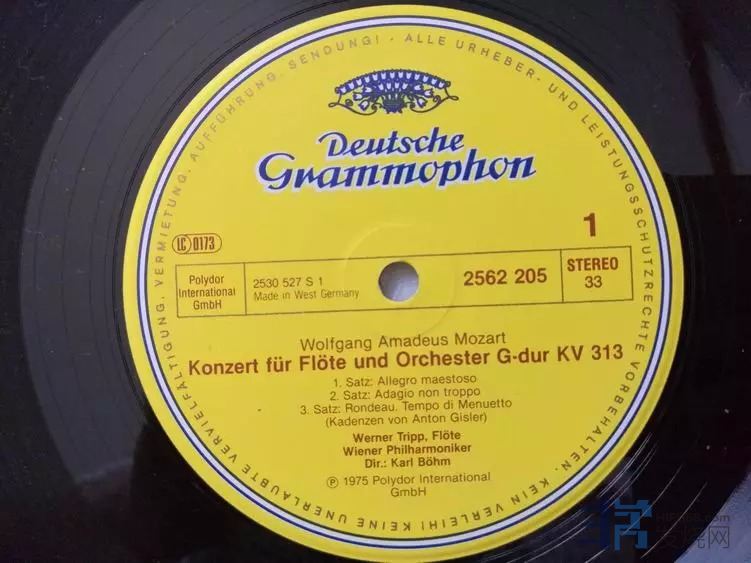 ALLE URHEBER- UND LEISTUNGSSCHUTZRECHTE VORBEHALTEN. KEIN VERLEIH! KEINE UNERLAUBTE VERVIELFÄLTIGUNG, VERMIETUNG, AUFFÜHRUNG, SENDUNG! -
Deutsche
Grammophon
LC 0173
1
Polydor
International
GmbH
2530 527 S 1
Made in West Germany
2562 205
STEREO
33
Wolfgang Amadeus Mozart
Konzert für Flöte und Orchester G-dur KV 313
1. Satz: Allegro maestoso
2. Satz: Adagio non troppo
3. Satz: Rondeau. Tempo di Menuetto
(Kadenzen von Anton Gisler)
Werner Tripp, Flöte
Wiener Philharmoniker
Dir.: Karl Böhm
℗ 1975 Polydor International
GmbH